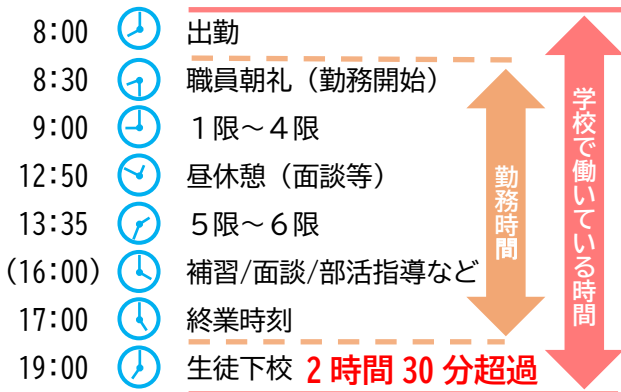 8:00 出勤
8:30 職員朝礼（勤務開始）
9:00 １限～４限
12:50 昼休憩（面談等）
13:35 ５限～６限
(16:00) 補習/面談/部活指導など
17:00 終業時刻
19:00 生徒下校 2 時間 30 分超過
勤務時間
学校で働いている時間